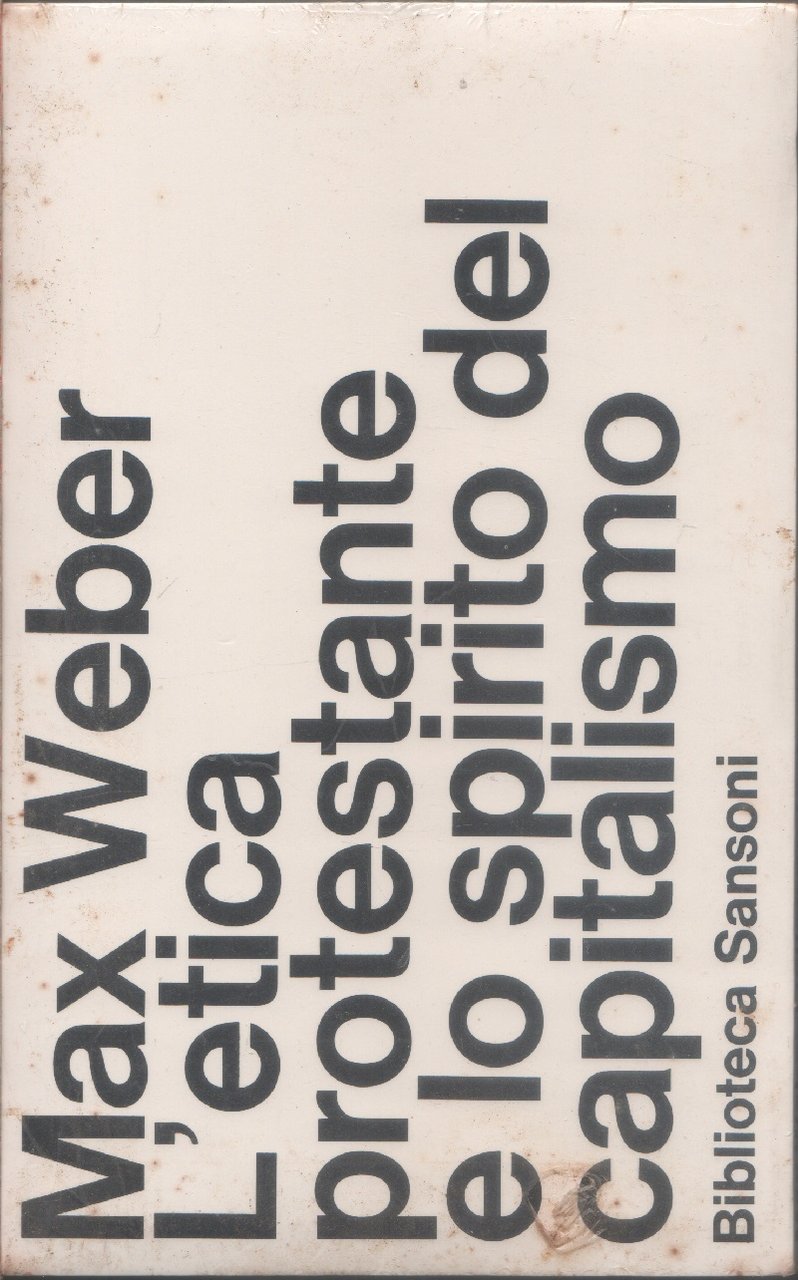 Max Weber
L'etica
protestante
e lo spirito del
capitalismo
Biblioteca Sansoni